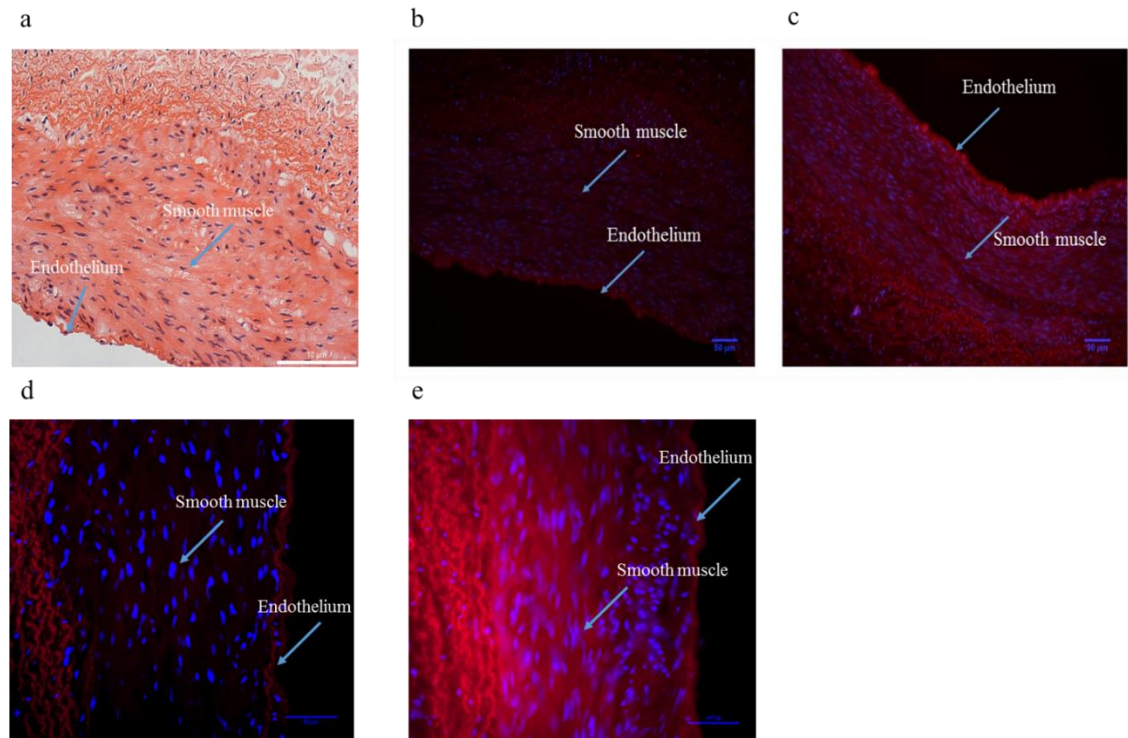 a
b
c
Smooth muscle
Endothelium
Smooth muscle
Endothelium
50 µm
Endothelium
Smooth muscle
d
e
Smooth muscle
Endothelium
Endothelium
Smooth muscle